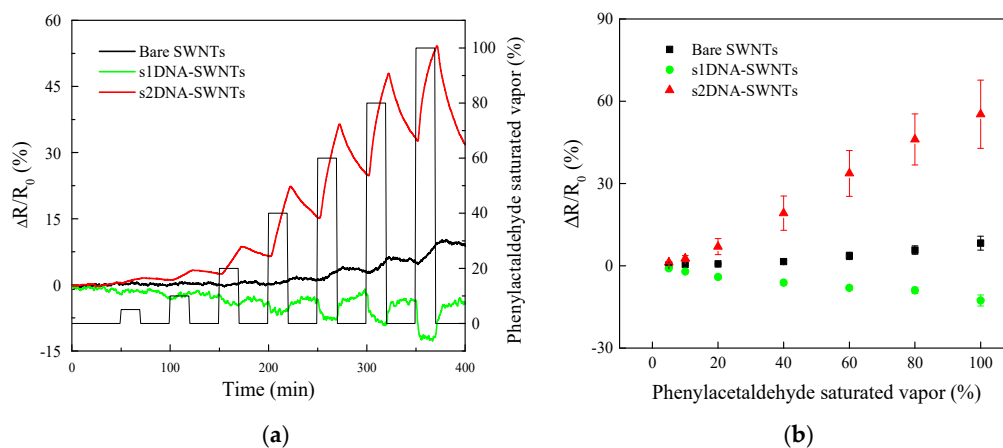 60
45
30
15
0
-15
ΔR/R0 (%)
Bare SWNTs
s1DNA-SWNTs
s2DNA-SWNTs
0
100
200
300
400
Time (min)
100
80
60
40
20
0
Phenylactaldehyde saturated vapor (%)
(a)
90
60
30
0
-30
ΔR/R0 (%)
Bare SWNTs
s1DNA-SWNTs
s2DNA-SWNTs
0
20
40
60
80
100
Phenylacetaldehyde saturated vapor (%)
(b)